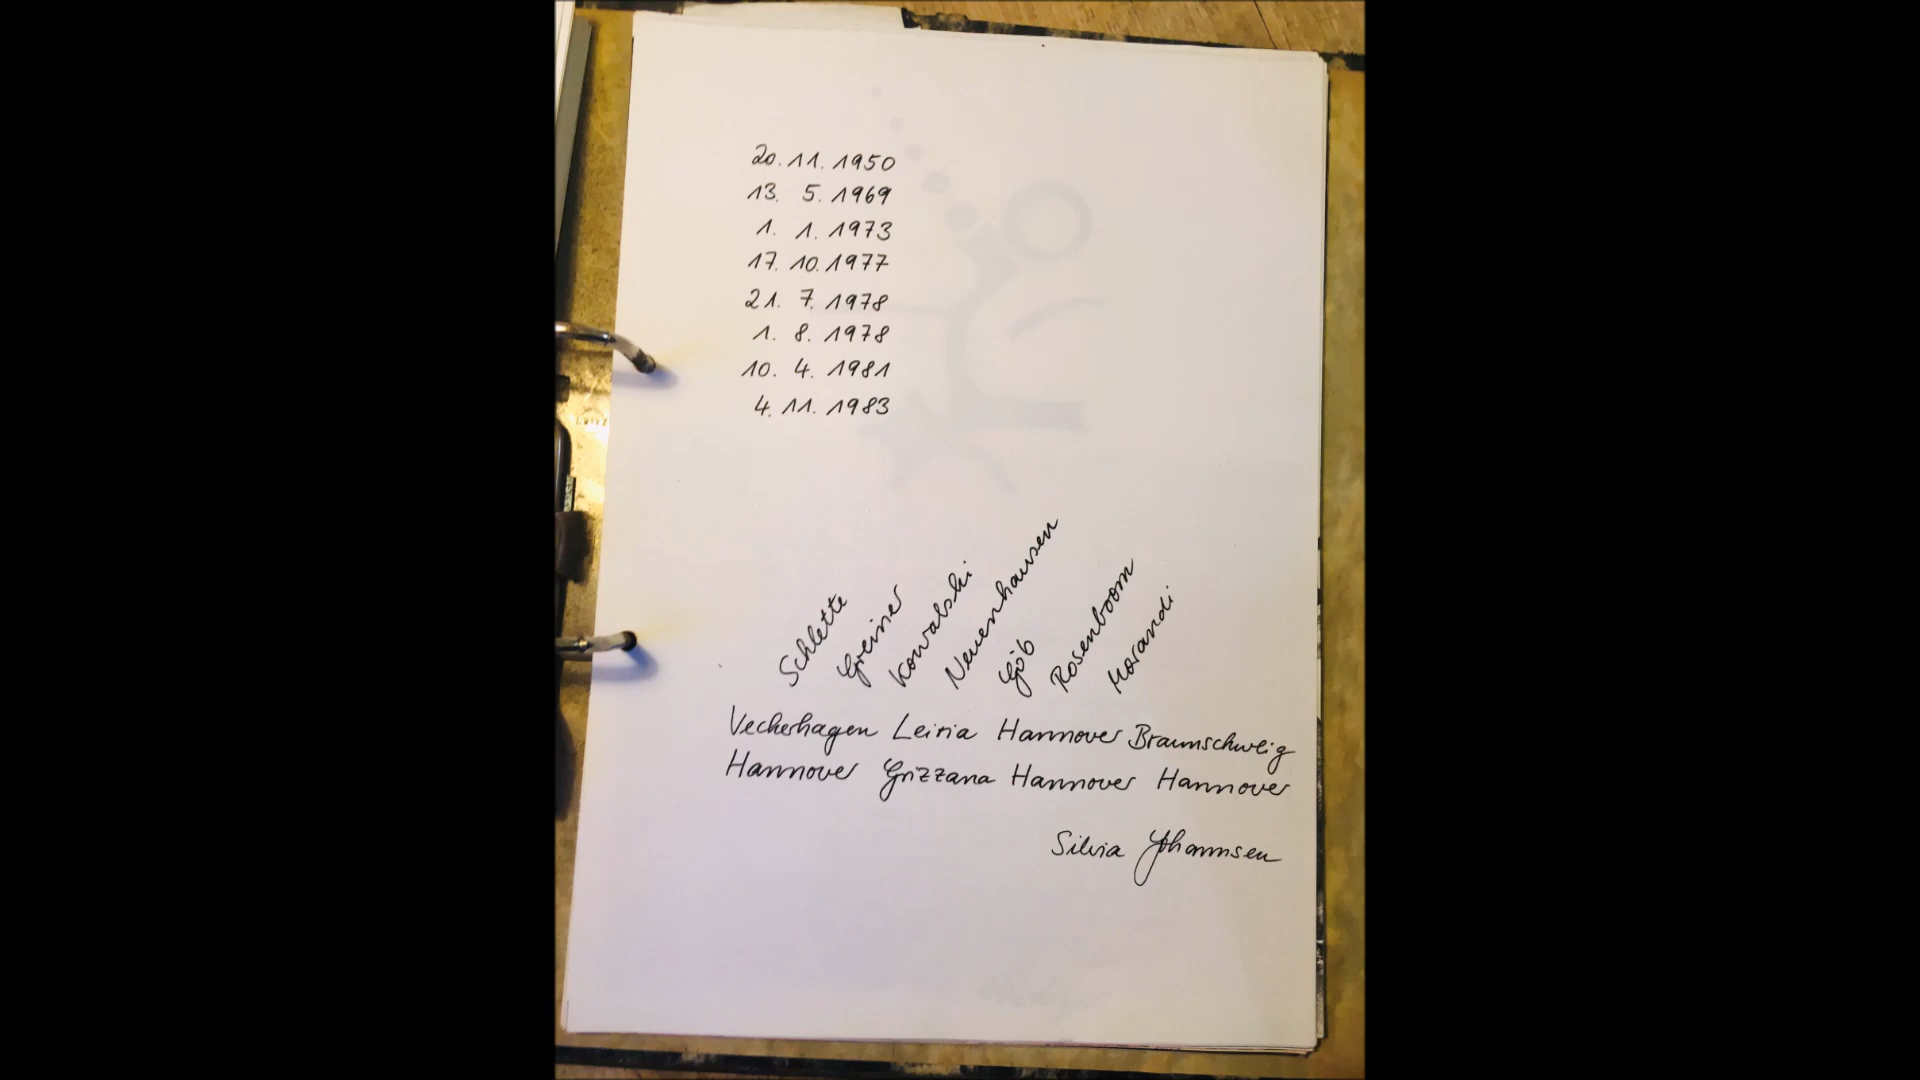 20. 11. 1950
13. 5. 1969
1. 1. 1973
17. 10. 1977
21. 7. 1978
1. 8. 1978
10. 4. 1981
4. 11. 1983
Schlette
Greiner
Kowalski
Neuenhausen
Göb
Rosenboom
Morandi
Veckerhagen Leiria Hannover Braunschweig
Hannover Grizzana Hannover Hannover
Silvia Johannsen